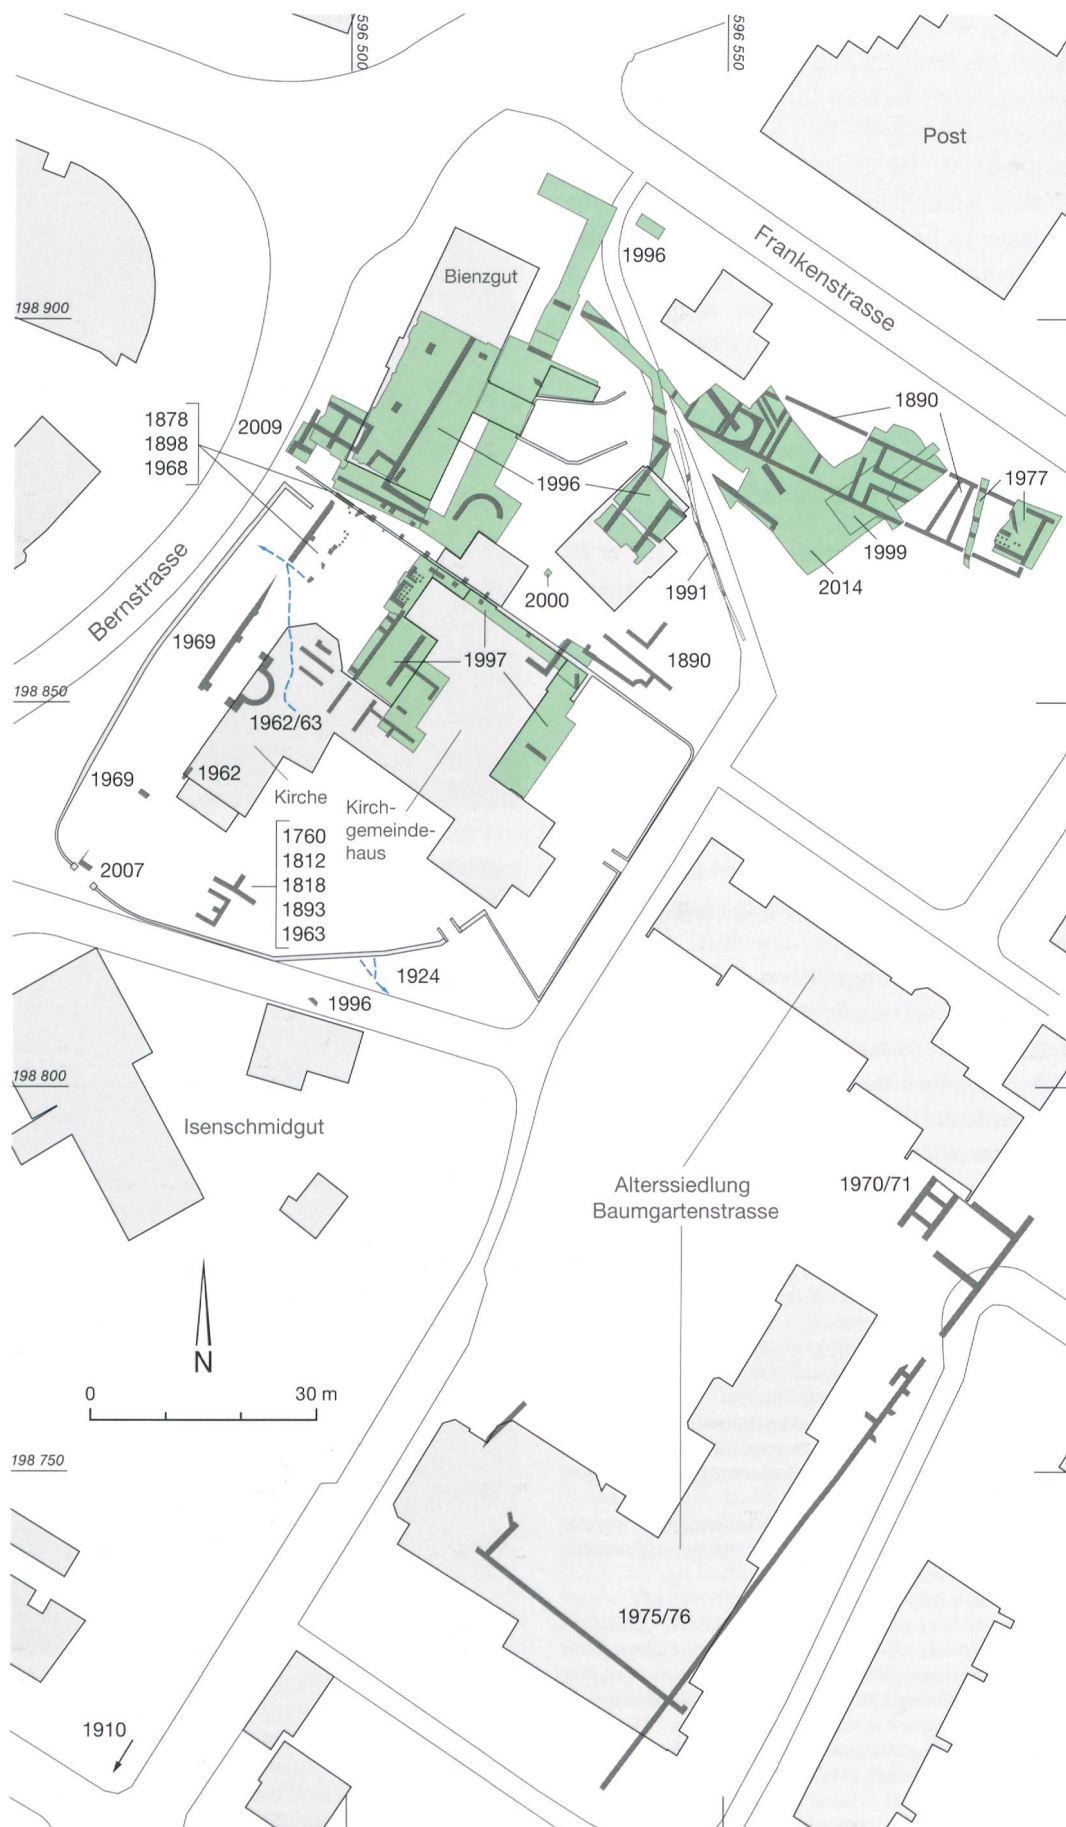 596 500
596 550
Post
1996
Frankenstrasse
Bienzgut
198 900
1878
1898
1968
2009
1890
1977
1996
1999
2014
2000
1991
Bernstrasse
1969
1997
1890
198 850
1962/63
1969
1962
Kirche
Kirch-
gemeinde-
haus
1760
1812
1818
1893
1963
2007
1924
1996
198 800
Isenschmidgut
Alterssiedlung
Baumgartenstrasse
1970/71
N
0
30 m
198 750
1975/76
1910